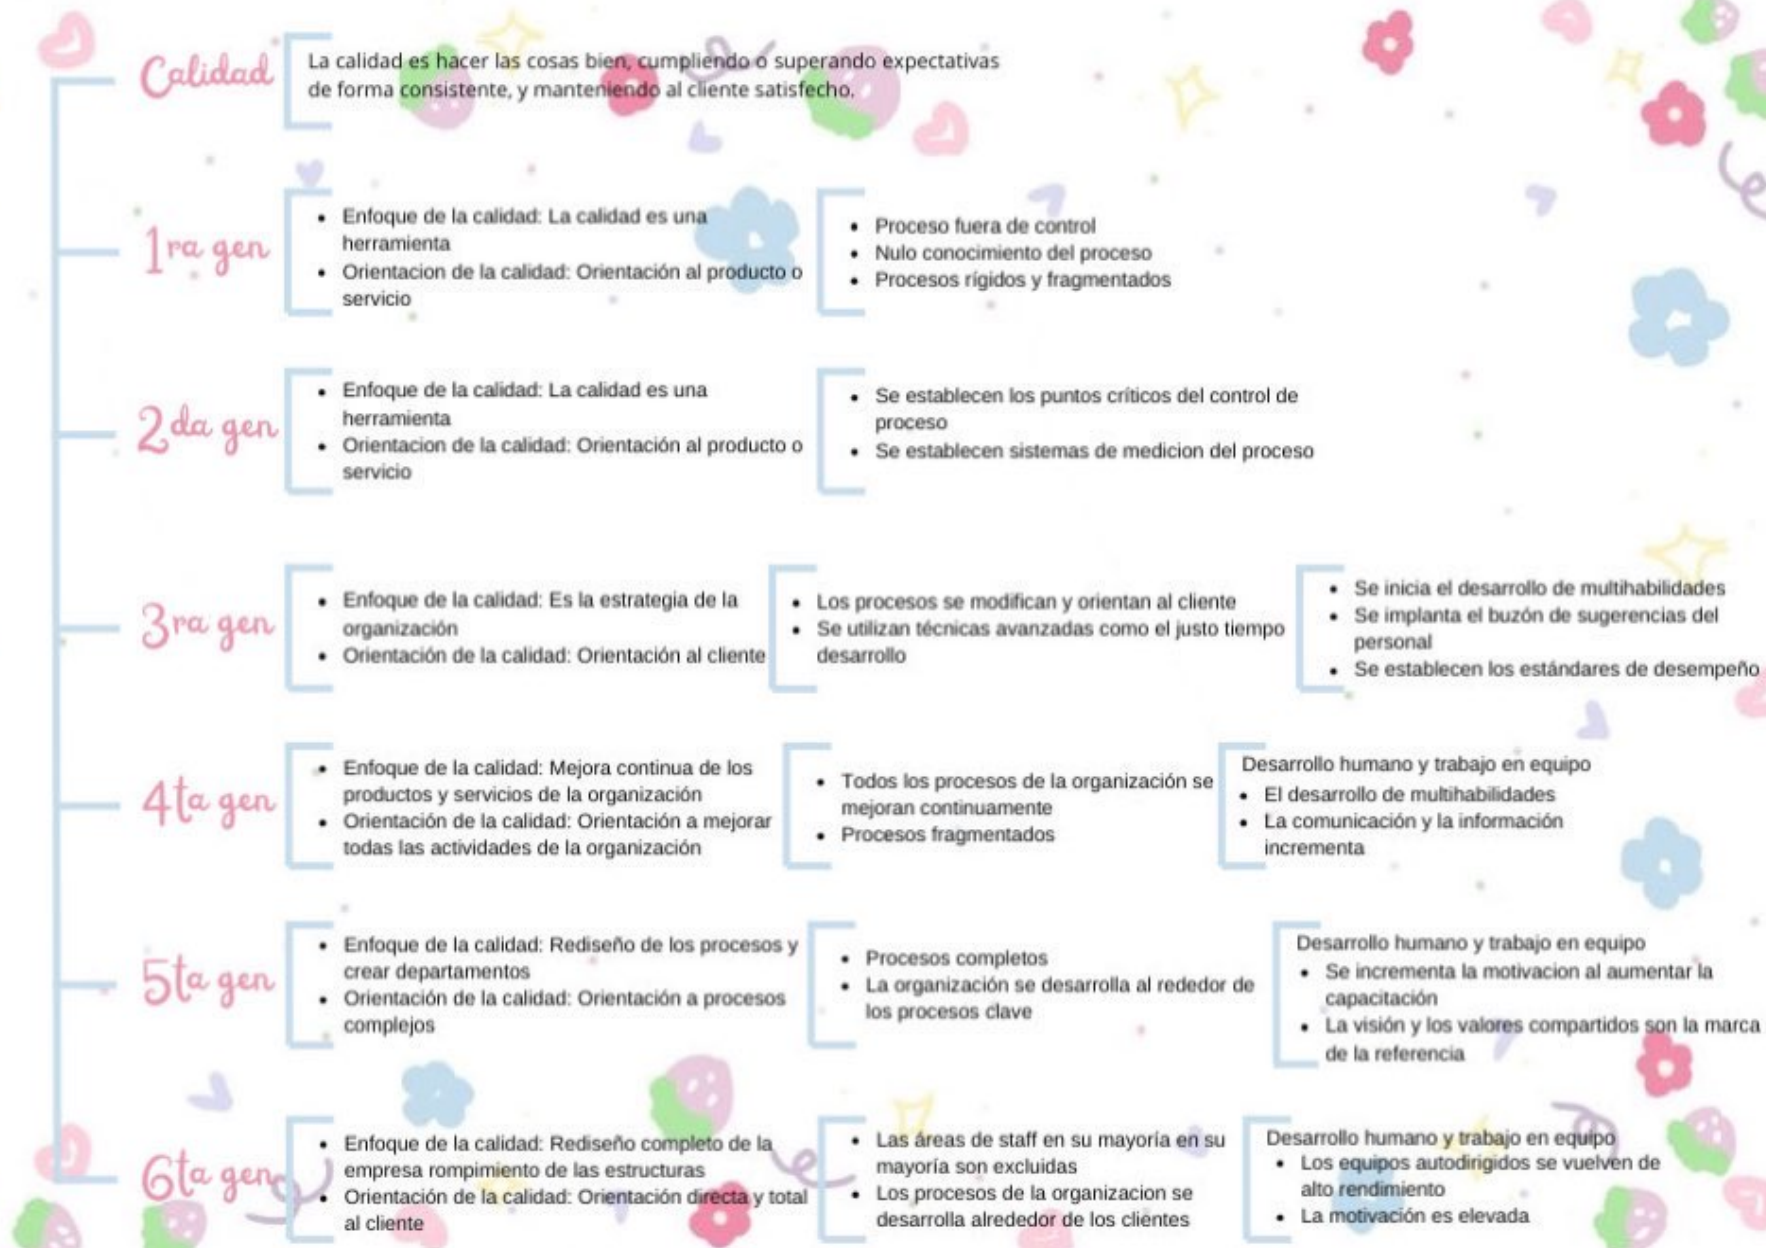 Calidad
La calidad es hacer las cosas bien, cumpliendo o superando expectativas
de forma consistente, y manteniendo al cliente satisfecho.
1ra gen
• Enfoque de la calidad: La calidad es una
herramienta
• Orientacion de la calidad: Orientación al producto o
servicio
• Proceso fuera de control
• Nulo conocimiento del proceso
• Procesos rígidos y fragmentados
2da gen
• Enfoque de la calidad: La calidad es una
herramienta
• Orientacion de la calidad: Orientación al producto o
servicio
• Se establecen los puntos críticos del control de
proceso
• Se establecen sistemas de medicion del proceso
3ra gen
• Enfoque de la calidad: Es la estrategia de la
organización
• Orientación de la calidad: Orientación al cliente
• Los procesos se modifican y orientan al cliente
• Se utilizan técnicas avanzadas como el justo tiempo
desarrollo
• Se inicia el desarrollo de multihabilidades
• Se implanta el buzón de sugerencias del
personal
• Se establecen los estándares de desempeño
4ta gen
• Enfoque de la calidad: Mejora continua de los
productos y servicios de la organización
• Orientación de la calidad: Orientación a mejorar
todas las actividades de la organización
• Todos los procesos de la organización se
mejoran continuamente
• Procesos fragmentados
Desarrollo humano y trabajo en equipo
• El desarrollo de multihabilidades
• La comunicación y la información
incrementa
5ta gen
• Enfoque de la calidad: Rediseño de los procesos y
crear departamentos
• Orientación de la calidad: Orientación a procesos
complejos
• Procesos completos
• La organización se desarrolla al rededor de
los procesos clave
Desarrollo humano y trabajo en equipo
• Se incrementa la motivacion al aumentar la
capacitación
• La visión y los valores compartidos son la marca
de la referencia
6ta gen
• Enfoque de la calidad: Rediseño completo de la
empresa rompimiento de las estructuras
• Orientación de la calidad: Orientación directa y total
al cliente
• Las áreas de staff en su mayoría en su
mayoría son excluidas
• Los procesos de la organizacion se
desarrolla alrededor de los clientes
Desarrollo humano y trabajo en equipo
• Los equipos autodirigidos se vuelven de
alto rendimiento
• La motivación es elevada